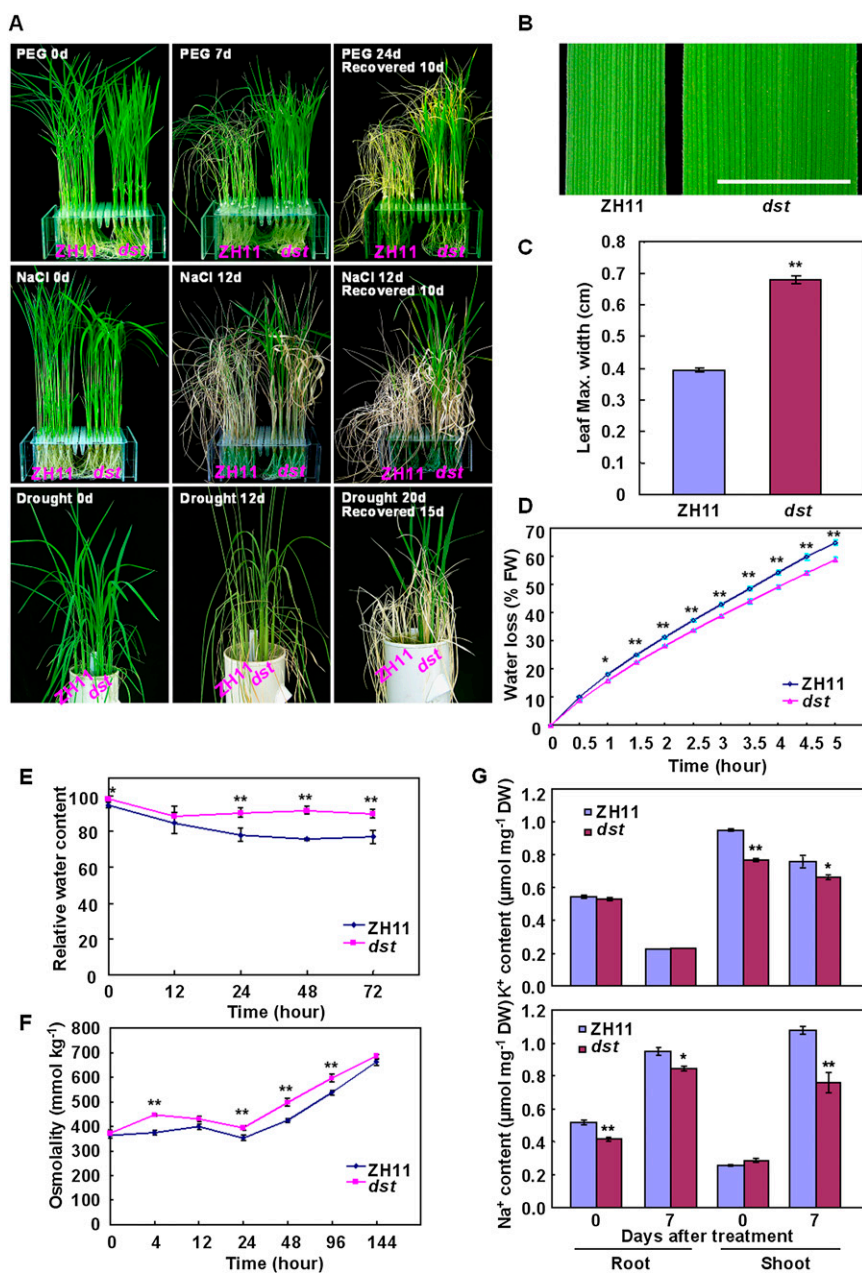 A
PEG 0d
PEG 7d
PEG 24d
Recovered 10d
ZH11 dst
ZH11 dst
ZH11 dst
NaCl 0d
NaCl 12d
NaCl 12d
Recovered 10d
ZH11 dst
ZH11 dst
ZH11 dst
Drought 0d
Drought 12d
Drought 20d
Recovered 15d
ZH11
dst
ZH11
dst
ZH11
dst
B
ZH11
dst
C
Leaf Max. width (cm)
0.8
0.7
0.6
0.5
0.4
0.3
0.2
0.1
0
**
ZH11
dst
D
Water loss (% FW)
70
60
50
40
30
20
10
0
* ** ** ** ** ** ** ** **
ZH11
dst
0 0.5 1 1.5 2 2.5 3 3.5 4 4.5 5
Time (hour)
E
Relative water content
100
80
60
40
20
0
* ** ** **
ZH11
dst
0 12 24 48 72
Time (hour)
F
Osmolality (mmol kg⁻¹)
800
700
600
500
400
300
200
100
0
** ** ** **
ZH11
dst
0 4 12 24 48 96 144
Time (hour)
G
K⁺ content (µmol mg⁻¹ DW)
1.2
1.0
0.8
0.6
0.4
0.2
0.0
ZH11
dst
** *
Na⁺ content (µmol mg⁻¹ DW)
1.2
1.0
0.8
0.6
0.4
0.2
0.0
ZH11
dst
** * **
0 7 0 7
Days after treatment
Root Shoot